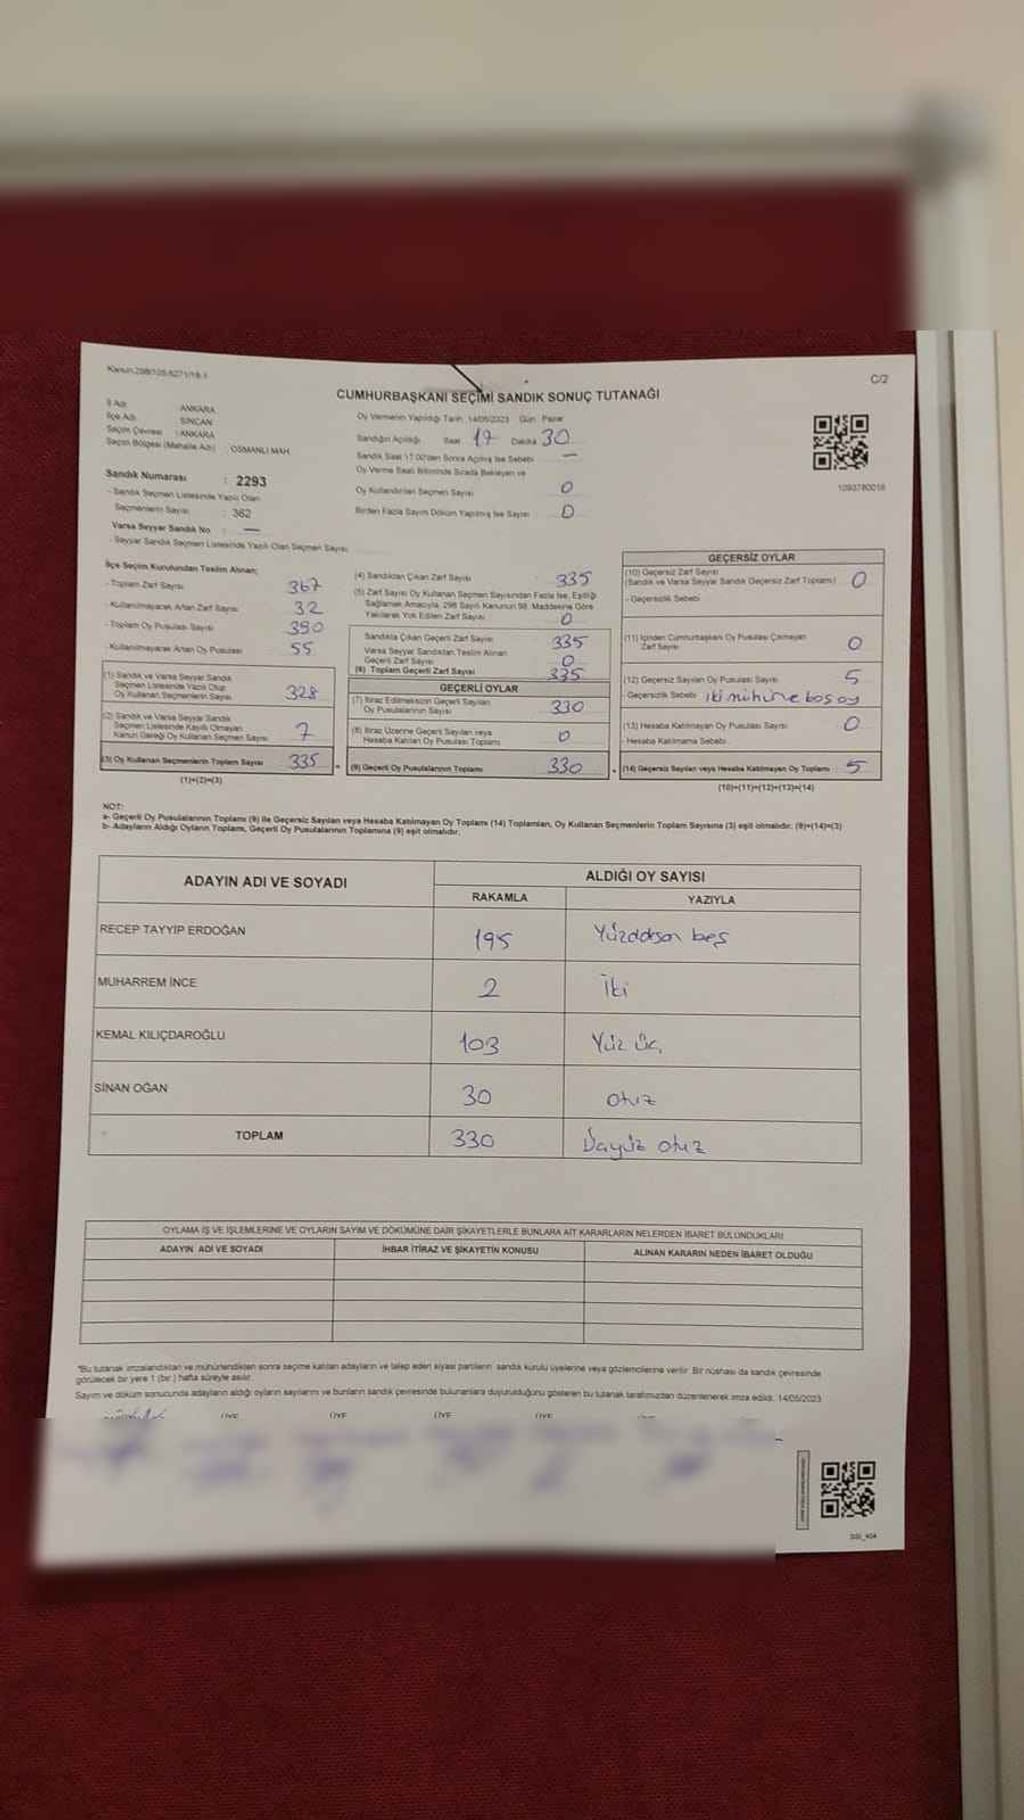 Kanun:298/105,6271/18-1
C/2
CUMHURBAŞKANI SEÇİMİ SANDIK SONUÇ TUTANAĞI
İl Adı : ANKARA
İlçe Adı : SİNCAN
Seçim Çevresi : ANKARA
Seçim Bölgesi (Mahalle Adı) : OSMANLI MAH.
Sandık Numarası : 2293
- Sandık Seçmen Listesinde Yazılı Olan
Seçmenlerin Sayısı : 362
Varsa Seyyar Sandık No : —
- Seyyar Sandık Seçmen Listesinde Yazılı Olan Seçmen Sayısı
Oy Vermenin Yapıldığı Tarih: 14/05/2023 Gün: Pazar
Sandığın Açılışı Saat 17 Dakika 30
Sandık Saat 17.00'den Sonra Açılmış İse Sebebi —
Oy Verme Saati Bitiminde Sırada Bekleyen ve
Oy Kullandırılan Seçmen Sayısı 0
Birden Fazla Sayım Döküm Yapılmış İse Sayısı 0
1093780018
İlçe Seçim Kurulundan Teslim Alınan;
- Toplam Zarf Sayısı 367
- Kullanılmayarak Artan Zarf Sayısı 32
- Toplam Oy Pusulası Sayısı 390
- Kullanılmayarak Artan Oy Pusulası 55
(1) Sandık ve Varsa Seyyar Sandık
Seçmen Listesinde Yazılı Olup
Oy Kullanan Seçmenlerin Sayısı 328
(2) Sandık ve Varsa Seyyar Sandık
Seçmen Listesinde Kayıtlı Olmayan
Kanun Gereği Oy Kullanan Seçmen Sayısı 7
(3) Oy Kullanan Seçmenlerin Toplam Sayısı 335
(1)+(2)=(3)
(4) Sandıktan Çıkan Zarf Sayısı 335
(5) Zarf Sayısı Oy Kullanan Seçmen Sayısından Fazla İse, Eşitliği
Sağlamak Amacıyla, 298 Sayılı Kanunun 98. Maddesine Göre
Yakılarak Yok Edilen Zarf Sayısı 0
Sandıkta Çıkan Geçerli Zarf Sayısı 335
Varsa Seyyar Sandıktan Teslim Alınan
Geçerli Zarf Sayısı 0
(6) Toplam Geçerli Zarf Sayısı 335
GEÇERLİ OYLAR
(7) İtiraz Edilmeksizin Geçerli Sayılan
Oy Pusulalarının Sayısı 330
(8) İtiraz Üzerine Geçerli Sayılan veya
Hesaba Katılan Oy Pusulası Toplamı 0
(9) Geçerli Oy Pusulalarının Toplamı 330
GEÇERSİZ OYLAR
(10) Geçersiz Zarf Sayısı
(Sandık ve Varsa Seyyar Sandık Geçersiz Zarf Toplamı) 0
- Geçersizlik Sebebi
(11) İçinden Cumhurbaşkanı Oy Pusulası Çıkmayan
Zarf Sayısı 0
(12) Geçersiz Sayılan Oy Pusulası Sayısı 5
- Geçersizlik Sebebi iki mühüne boş oy
(13) Hesaba Katılmayan Oy Pusulası Sayısı 0
- Hesaba Katılmama Sebebi
(14) Geçersiz Sayılan veya Hesaba Katılmayan Oy Toplamı 5
(10)+(11)+(12)+(13)=(14)
NOT:
a- Geçerli Oy Pusulalarının Toplamı (9) ile Geçersiz Sayılan veya Hesaba Katılmayan Oy Toplamı (14) Toplamları, Oy Kullanan Seçmenlerin Toplam Sayısına (3) eşit olmalıdır. (9)+(14)=(3)
b- Adayların Aldığı Oyların Toplamı, Geçerli Oy Pusulalarının Toplamına (9) eşit olmalıdır.
ADAYIN ADI VE SOYADI
ALDIĞI OY SAYISI
RAKAMLA YAZIYLA
RECEP TAYYİP ERDOĞAN 195 Yüzddson beş
MUHARREM İNCE 2 İki
KEMAL KILIÇDAROĞLU 103 Yüz üç
SİNAN OĞAN 30 otuz
TOPLAM 330 Üçyüz otuz
OYLAMA İŞ VE İŞLEMLERİNE VE OYLARIN SAYIM VE DÖKÜMÜNE DAİR ŞİKAYETLERLE BUNLARA AİT KARARLARIN NELERDEN İBARET BULUNDUKLARI
ADAYIN ADI VE SOYADI İHBAR İTİRAZ VE ŞİKAYETİN KONUSU ALINAN KARARIN NEDEN İBARET OLDUĞU
"Bu tutanak imzalandıktan ve mühürlendikten sonra seçime katılan adayların ve talep eden siyasi partilerin sandık kurulu üyelerine veya gözlemcilerine verilir. Bir nüshası da sandık çevresinde
görülecek bir yere 1 (bir) hafta süreyle asılır.
Sayım ve döküm sonucunda adayların aldığı oyların sayılarını ve bunların sandık çevresinde bulunanlara duyurulduğunu gösteren bu tutanak tarafımızdan düzenlenerek imza edildi. 14/05/2023
ÜYE ÜYE ÜYE ÜYE